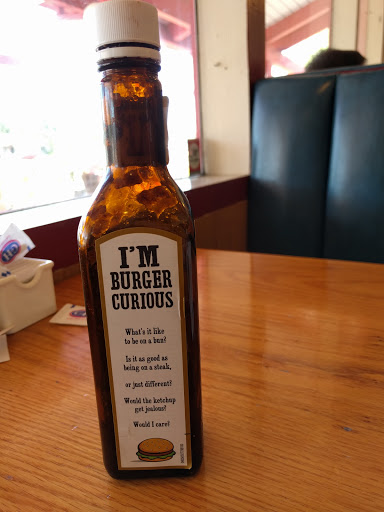 I'M
BURGER
CURIOUS
What's it like
to be on a bun?
Is it as good as
being on a steak,
or just different?
Would the ketchup
get jealous?
Would I care?